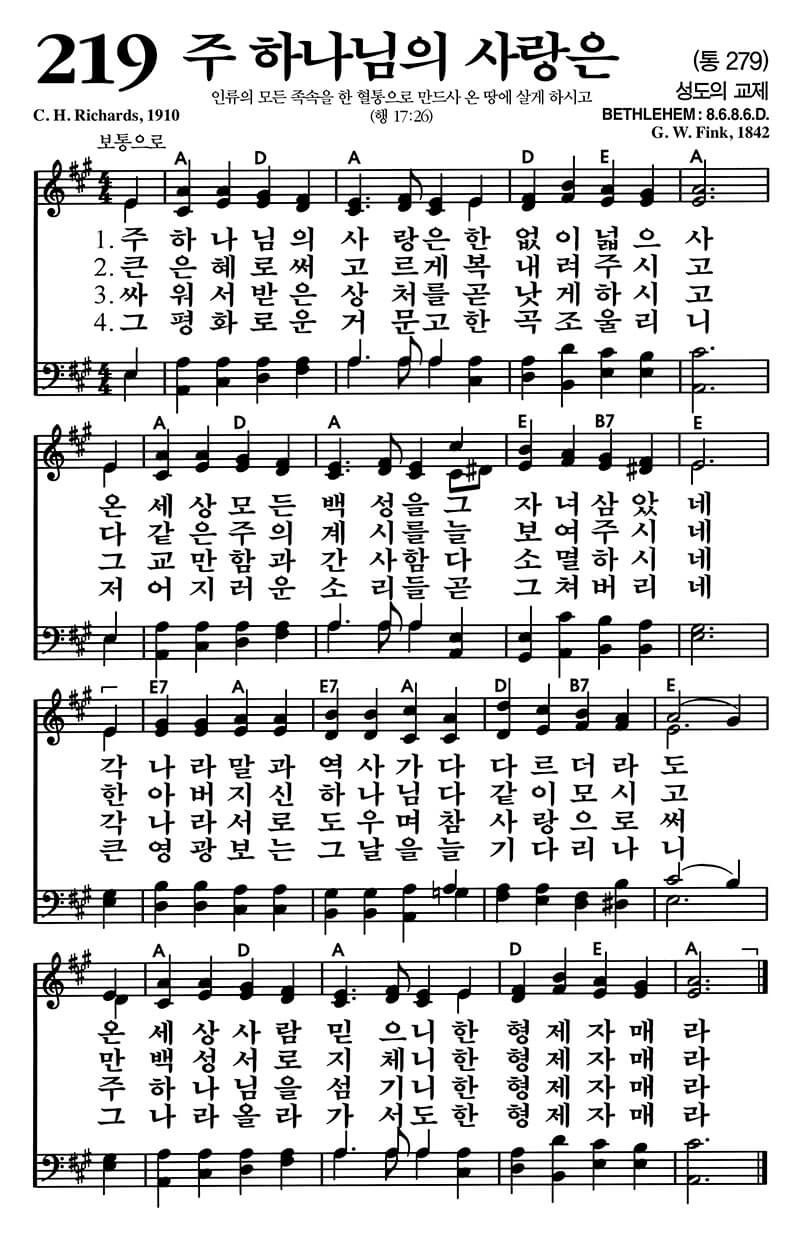 219 주 하나님의 사랑은 (통 279)
인류의 모든 족속을 한 혈통으로 만드사 온 땅에 살게 하시고 성도의 교제
C. H. Richards, 1910 (행 17:26) BETHLEHEM : 8.6.8.6.D.
G. W. Fink, 1842
보통으로
A D A D E A
4 4
1. 주 하 나 님 의 사 랑 은 한 없 이 넓 으 사
2. 큰 은 혜 로 써 고 르 게 복 내 려 주 시 고
3. 싸 워 서 받 은 상 처 를 곧 낫 게 하 시 고
4. 그 평 화 로 운 거 문 고 한 곡 조 울 리 니
4 4
A D A E B7 E
온 세 상 모 든 백 성 을 그 자 녀 삼 았 네
다 같 은 주 의 계 시 를 늘 보 여 주 시 네
그 교 만 함 과 간 사 함 다 소 멸 하 시 네
저 어 지 러 운 소 리 들 곧 그 쳐 버 리 네
E7 A E7 A D B7 E
각 나 라 말 과 역 사 가 다 다 르 더 라 도
한 아 버 지 신 하 나 님 다 같 이 모 시 고
각 나 라 서 로 도 우 며 참 사 랑 으 로 써
큰 영 광 보 는 그 날 을 늘 기 다 리 나 니
A D A D E A
온 세 상 사 람 믿 으 니 한 형 제 자 매 라
만 백 성 서 로 지 체 니 한 형 제 자 매 라
주 하 나 님 을 섬 기 니 한 형 제 자 매 라
그 나 라 올 라 가 서 도 한 형 제 자 매 라